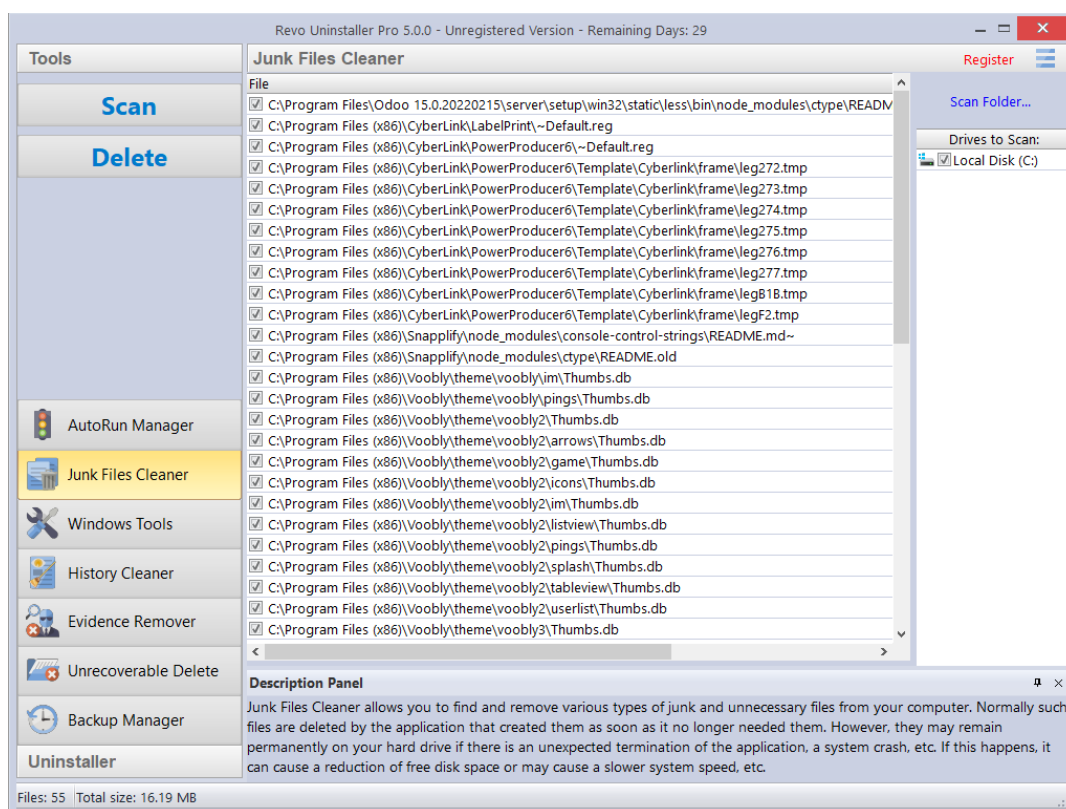 Revo Uninstaller Pro 5.0.0 - Unregistered Version - Remaining Days: 29
Tools
Scan
Delete
AutoRun Manager
Junk Files Cleaner
Windows Tools
History Cleaner
Evidence Remover
Unrecoverable Delete
Backup Manager
Uninstaller
Junk Files Cleaner
Register
File
C:\Program Files\Odoo 15.0.20220215\server\setup\win32\static\less\bin\node_modules\ctype\READM
C:\Program Files (x86)\CyberLink\LabelPrint\~Default.reg
C:\Program Files (x86)\CyberLink\PowerProducer6\~Default.reg
C:\Program Files (x86)\CyberLink\PowerProducer6\Template\Cyberlink\frame\leg272.tmp
C:\Program Files (x86)\CyberLink\PowerProducer6\Template\Cyberlink\frame\leg273.tmp
C:\Program Files (x86)\CyberLink\PowerProducer6\Template\Cyberlink\frame\leg274.tmp
C:\Program Files (x86)\CyberLink\PowerProducer6\Template\Cyberlink\frame\leg275.tmp
C:\Program Files (x86)\CyberLink\PowerProducer6\Template\Cyberlink\frame\leg276.tmp
C:\Program Files (x86)\CyberLink\PowerProducer6\Template\Cyberlink\frame\leg277.tmp
C:\Program Files (x86)\CyberLink\PowerProducer6\Template\Cyberlink\frame\legB1B.tmp
C:\Program Files (x86)\CyberLink\PowerProducer6\Template\Cyberlink\frame\legF2.tmp
C:\Program Files (x86)\Snapplify\node_modules\console-control-strings\README.md~
C:\Program Files (x86)\Snapplify\node_modules\ctype\README.old
C:\Program Files (x86)\Voobly\theme\voobly\im\Thumbs.db
C:\Program Files (x86)\Voobly\theme\voobly\pings\Thumbs.db
C:\Program Files (x86)\Voobly\theme\voobly2\Thumbs.db
C:\Program Files (x86)\Voobly\theme\voobly2\arrows\Thumbs.db
C:\Program Files (x86)\Voobly\theme\voobly2\game\Thumbs.db
C:\Program Files (x86)\Voobly\theme\voobly2\icons\Thumbs.db
C:\Program Files (x86)\Voobly\theme\voobly2\im\Thumbs.db
C:\Program Files (x86)\Voobly\theme\voobly2\listview\Thumbs.db
C:\Program Files (x86)\Voobly\theme\voobly2\pings\Thumbs.db
C:\Program Files (x86)\Voobly\theme\voobly2\splash\Thumbs.db
C:\Program Files (x86)\Voobly\theme\voobly2\tableview\Thumbs.db
C:\Program Files (x86)\Voobly\theme\voobly2\userlist\Thumbs.db
C:\Program Files (x86)\Voobly\theme\voobly3\Thumbs.db
Scan Folder...
Drives to Scan:
Local Disk (C:)
Description Panel
Junk Files Cleaner allows you to find and remove various types of junk and unnecessary files from your computer. Normally such
files are deleted by the application that created them as soon as it no longer needed them. However, they may remain
permanently on your hard drive if there is an unexpected termination of the application, a system crash, etc. If this happens, it
can cause a reduction of free disk space or may cause a slower system speed, etc.
Files: 55 Total size: 16.19 MB